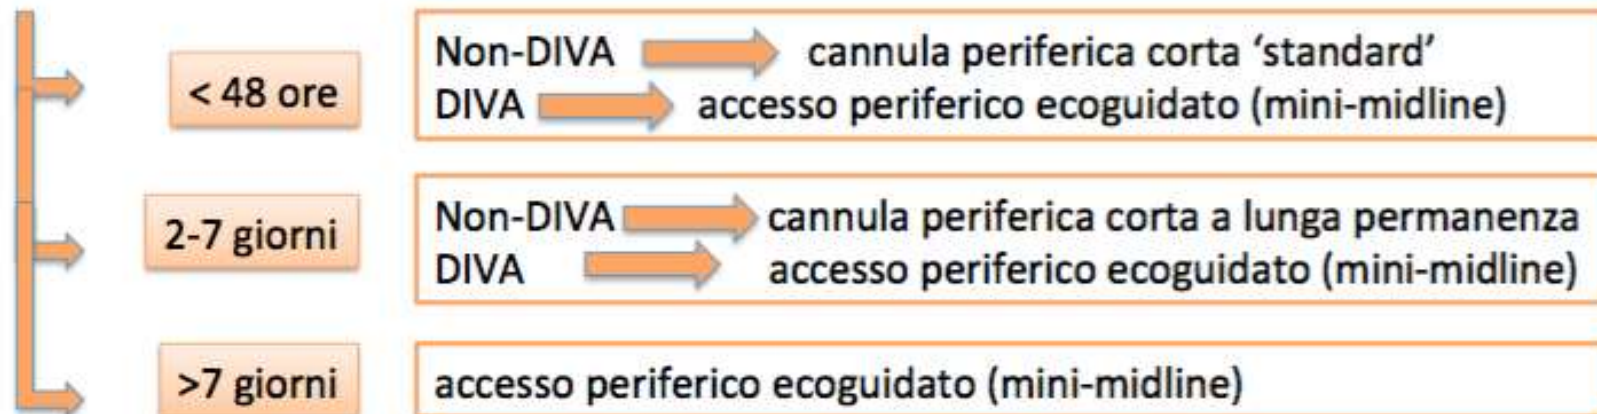 < 48 ore
Non-DIVA cannula periferica corta ‘standard’
DIVA accesso periferico ecoguidato (mini-midline)
2-7 giorni
Non-DIVA cannula periferica corta a lunga permanenza
DIVA accesso periferico ecoguidato (mini-midline)
>7 giorni
accesso periferico ecoguidato (mini-midline)